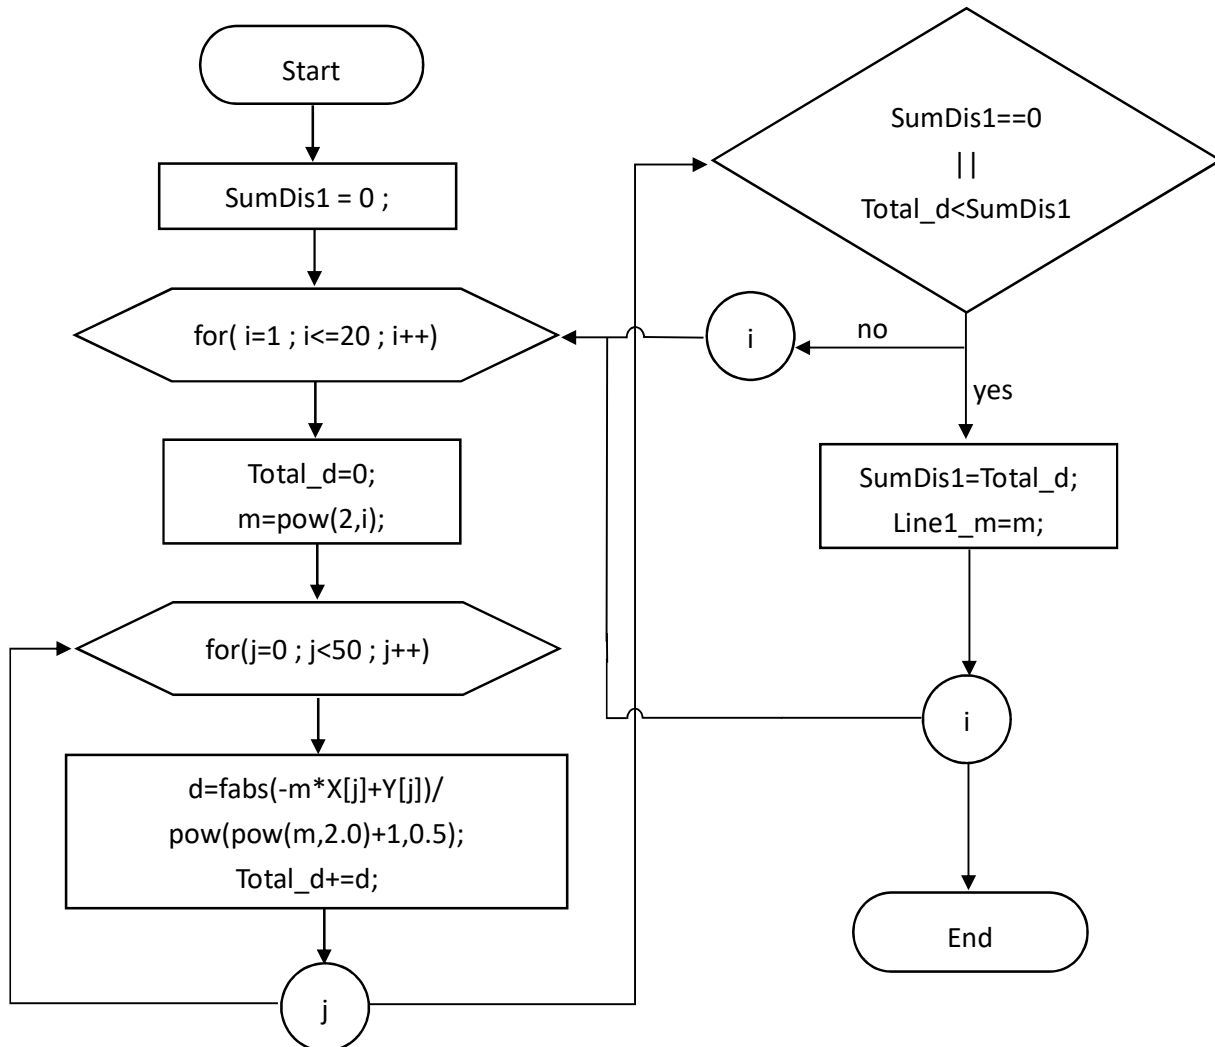 Start
SumDis1 = 0 ;
for( i=1 ; i<=20 ; i++)
Total_d=0;
m=pow(2,i);
for(j=0 ; j<50 ; j++)
d=fabs(-m*X[j]+Y[j])/
pow(pow(m,2.0)+1,0.5);
Total_d+=d;
j
SumDis1==0
||
Total_d<SumDis1
no
i
yes
SumDis1=Total_d;
Line1_m=m;
i
End